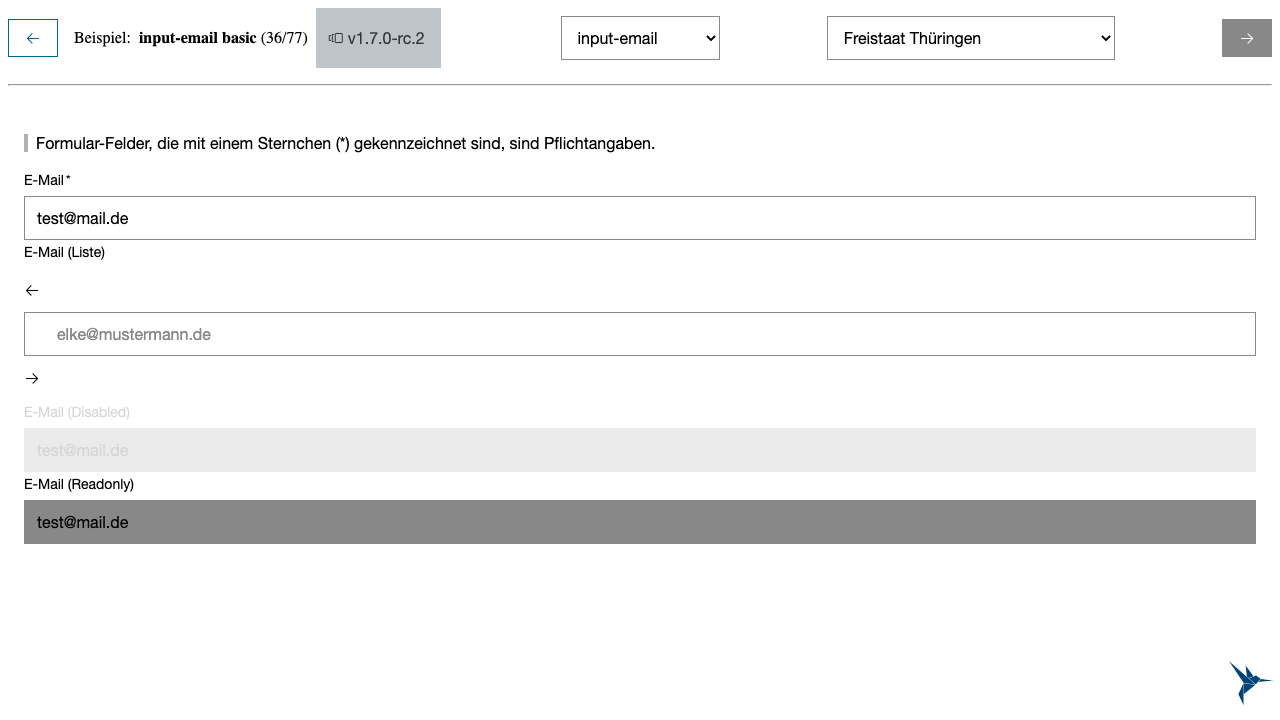 Beispiel: input-email basic (36/77) v1.7.0-rc.2 input-email Freistaat Thüringen
Formular-Felder, die mit einem Sternchen (*) gekennzeichnet sind, sind Pflichtangaben.
E-Mail*
test@mail.de
E-Mail (Liste)
elke@mustermann.de
E-Mail (Disabled)
test@mail.de
E-Mail (Readonly)
test@mail.de